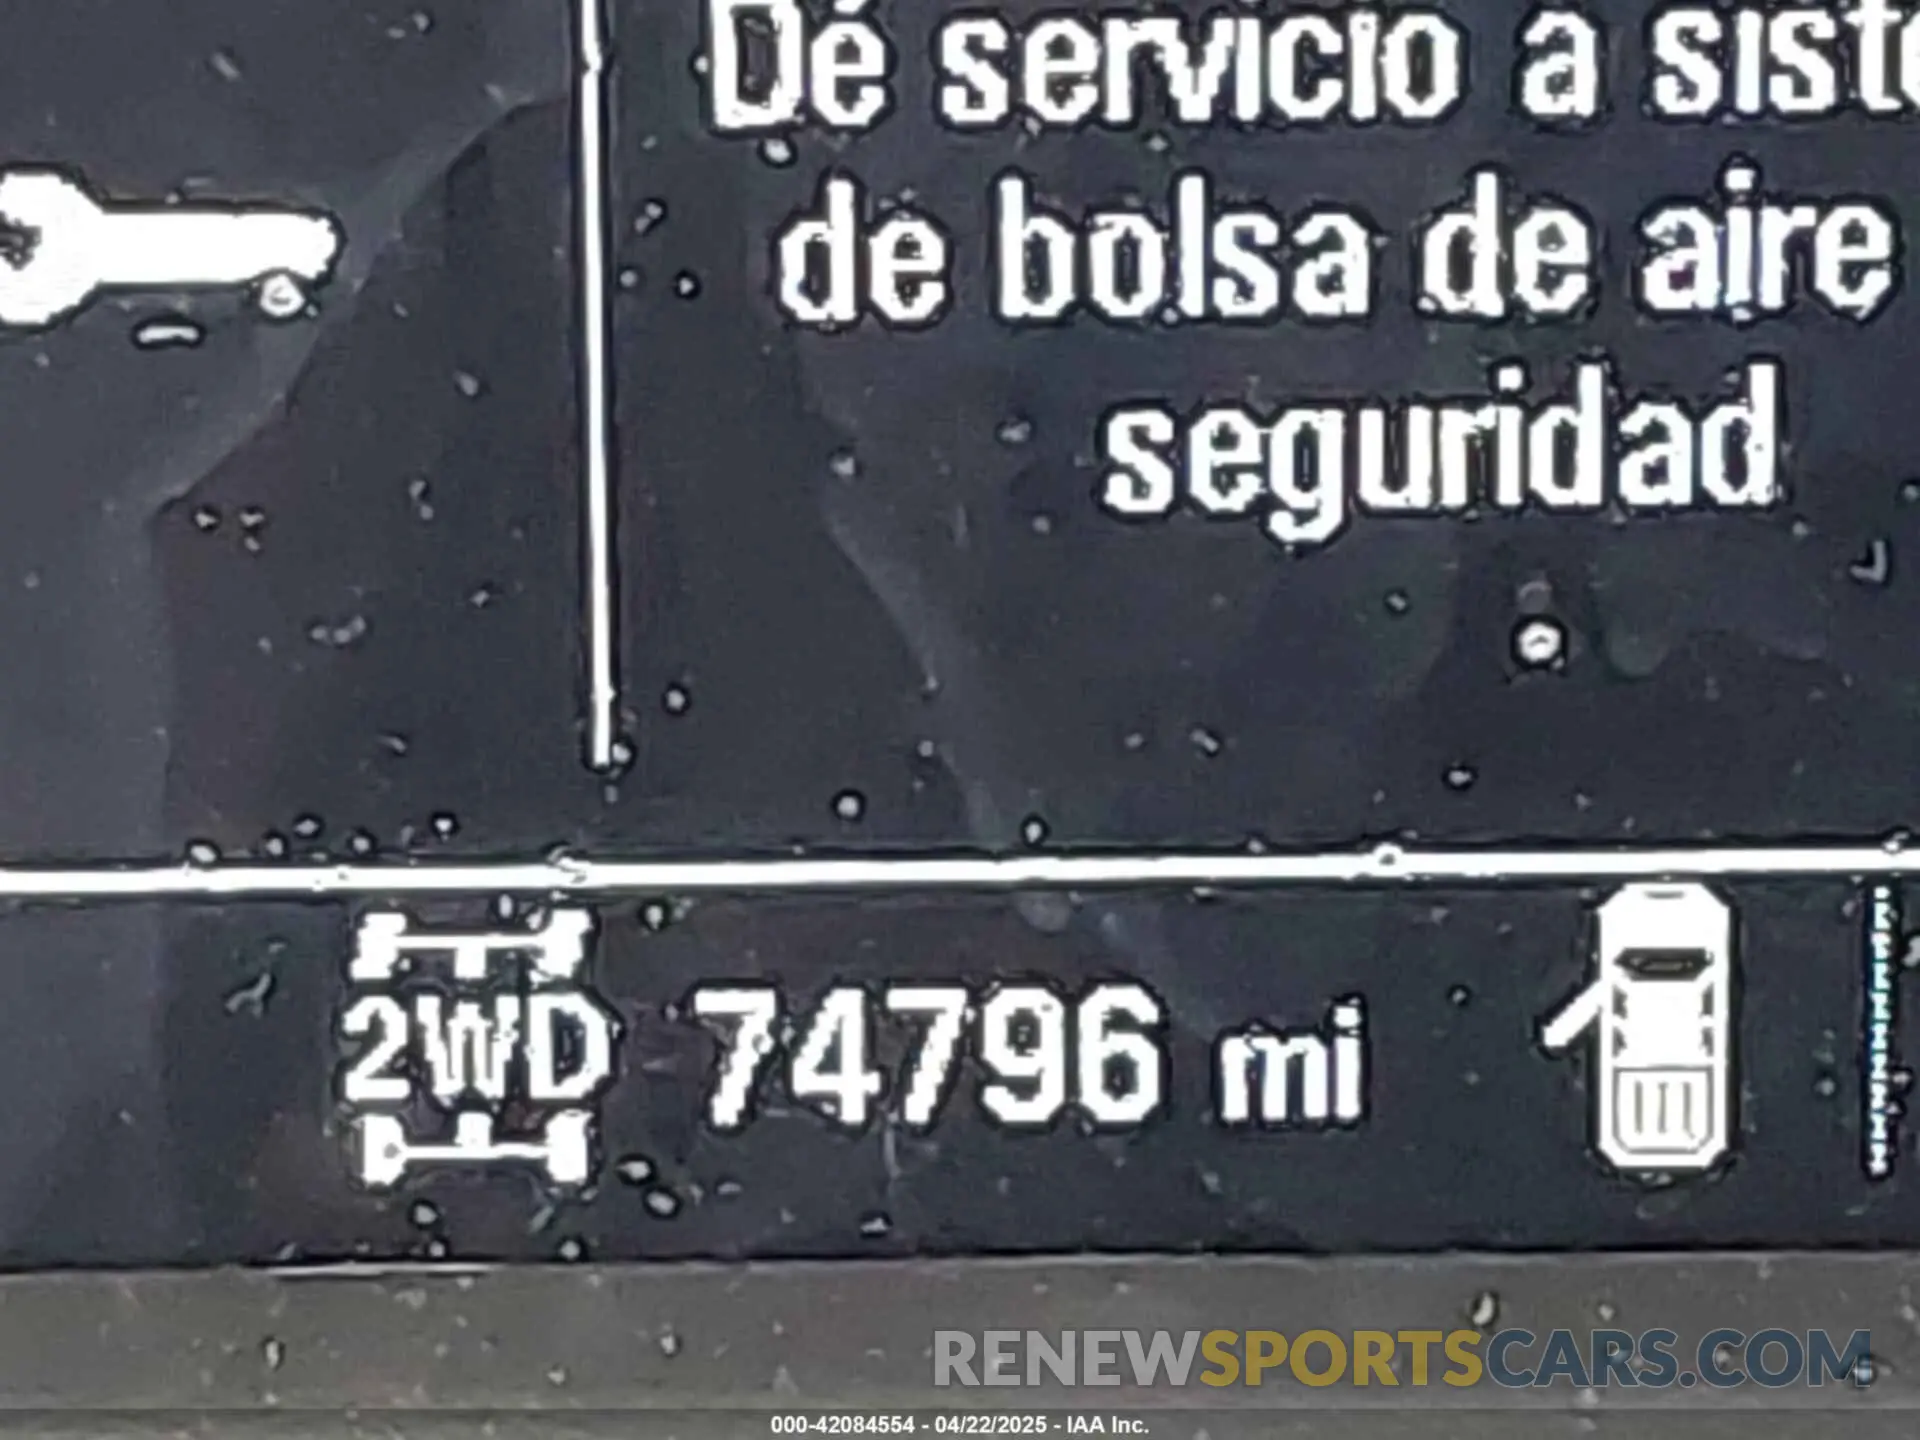 Dé servicio a siste
de bolsa de aire
seguridad
2WD 74796 mi
RENEWSPORTSCARS.COM
000-42084554 - 04/22/2025 - IAA Inc.